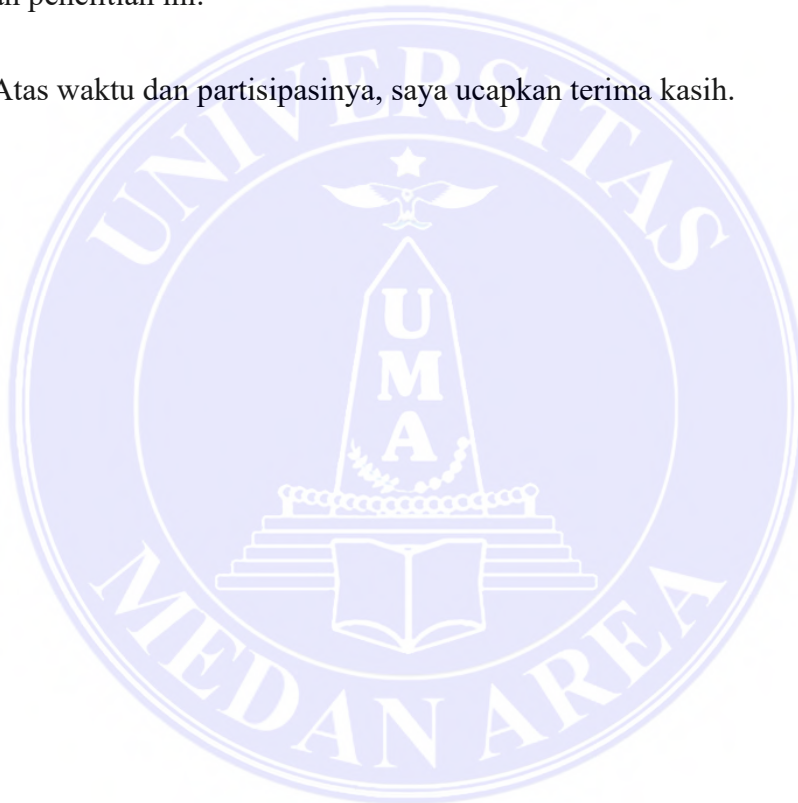 penelitian ini.
Atas waktu dan partisipasinya, saya ucapkan terima kasih.
UNIVERSITAS
U
M
A
MEDAN AREA